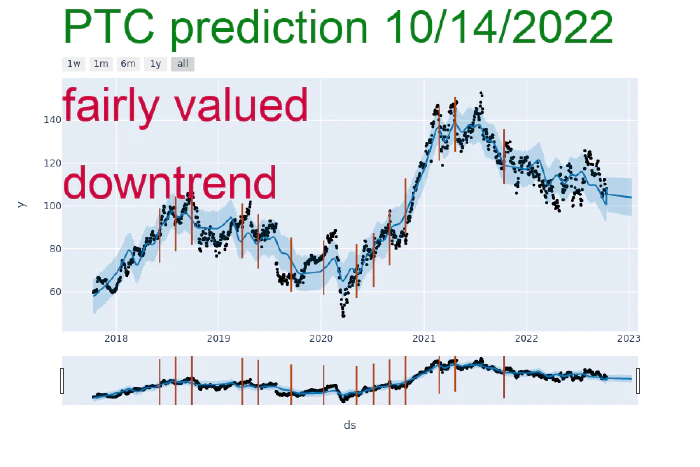 PTC prediction 10/14/2022
1w 1m 6m 1y all
fairly valued
140
120
downtrend
100
y
80
60
2018 2019 2020 2021 2022 2023
ds